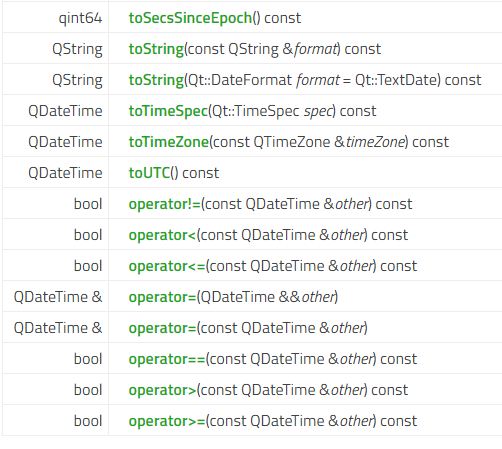 qint64 toSecsSinceEpoch() const
QString toString(const QString &format) const
QString toString(Qt::DateFormat format = Qt::TextDate) const
QDateTime toTimeSpec(Qt::TimeSpec spec) const
QDateTime toTimeZone(const QTimeZone &timeZone) const
QDateTime toUTC() const
bool operator!=(const QDateTime &other) const
bool operator<(const QDateTime &other) const
bool operator<=(const QDateTime &other) const
QDateTime & operator=(QDateTime &&other)
QDateTime & operator=(const QDateTime &other)
bool operator==(const QDateTime &other) const
bool operator>(const QDateTime &other) const
bool operator>=(const QDateTime &other) const